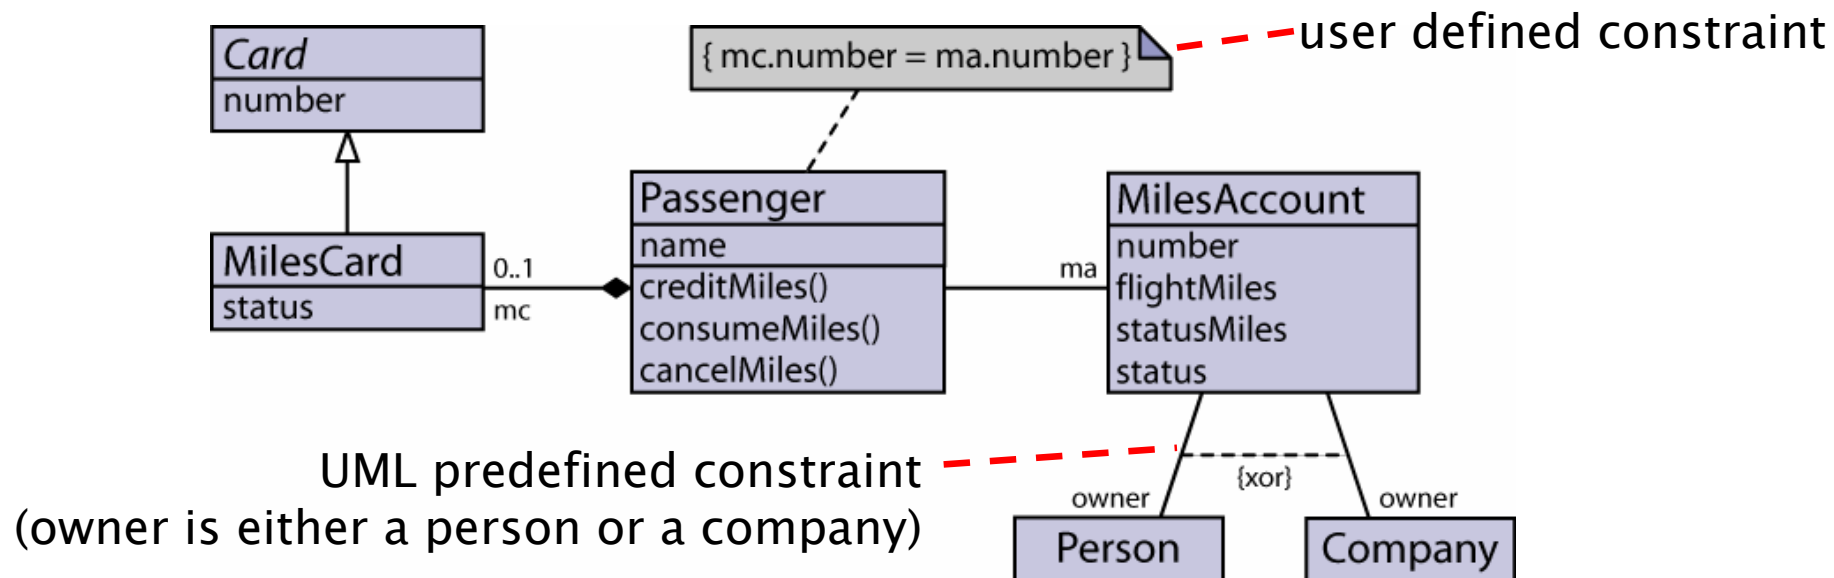 Card
number
{ mc.number = ma.number }
user defined constraint
MilesCard
status
0..1
mc
Passenger
name
creditMiles()
consumeMiles()
cancelMiles()
ma
MilesAccount
number
flightMiles
statusMiles
status
UML predefined constraint
(owner is either a person or a company)
{xor}
owner
owner
Person
Company